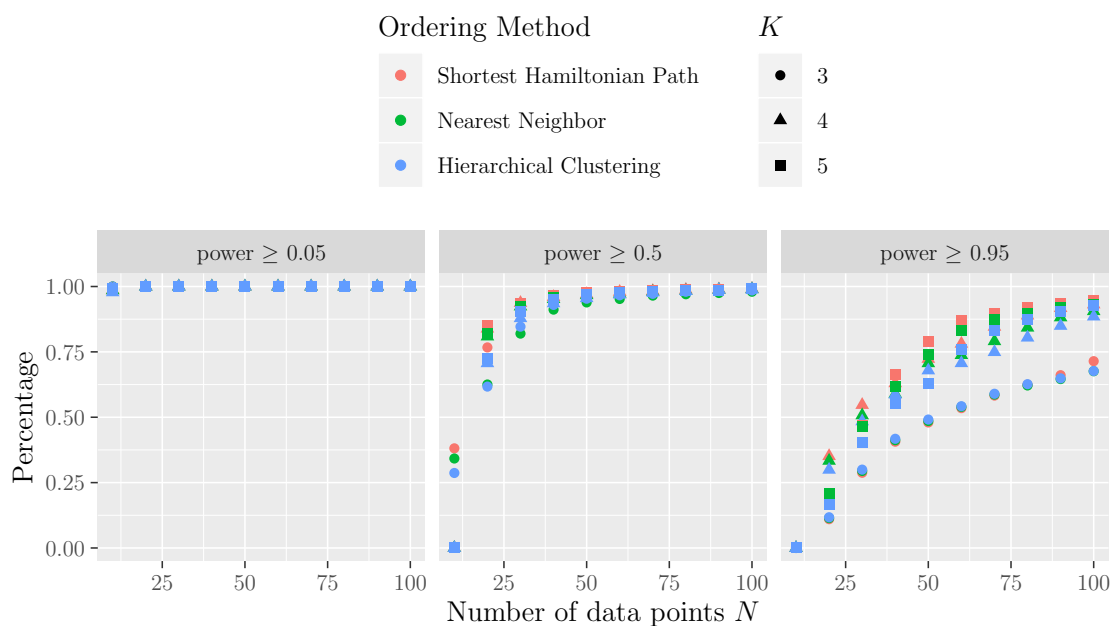 Ordering Method K
Shortest Hamiltonian Path 3
Nearest Neighbor 4
Hierarchical Clustering 5
power ≥ 0.05 power ≥ 0.5 power ≥ 0.95
1.00
0.75
0.50
0.25
0.00
Percentage
25 50 75 100 25 50 75 100 25 50 75 100
Number of data points N